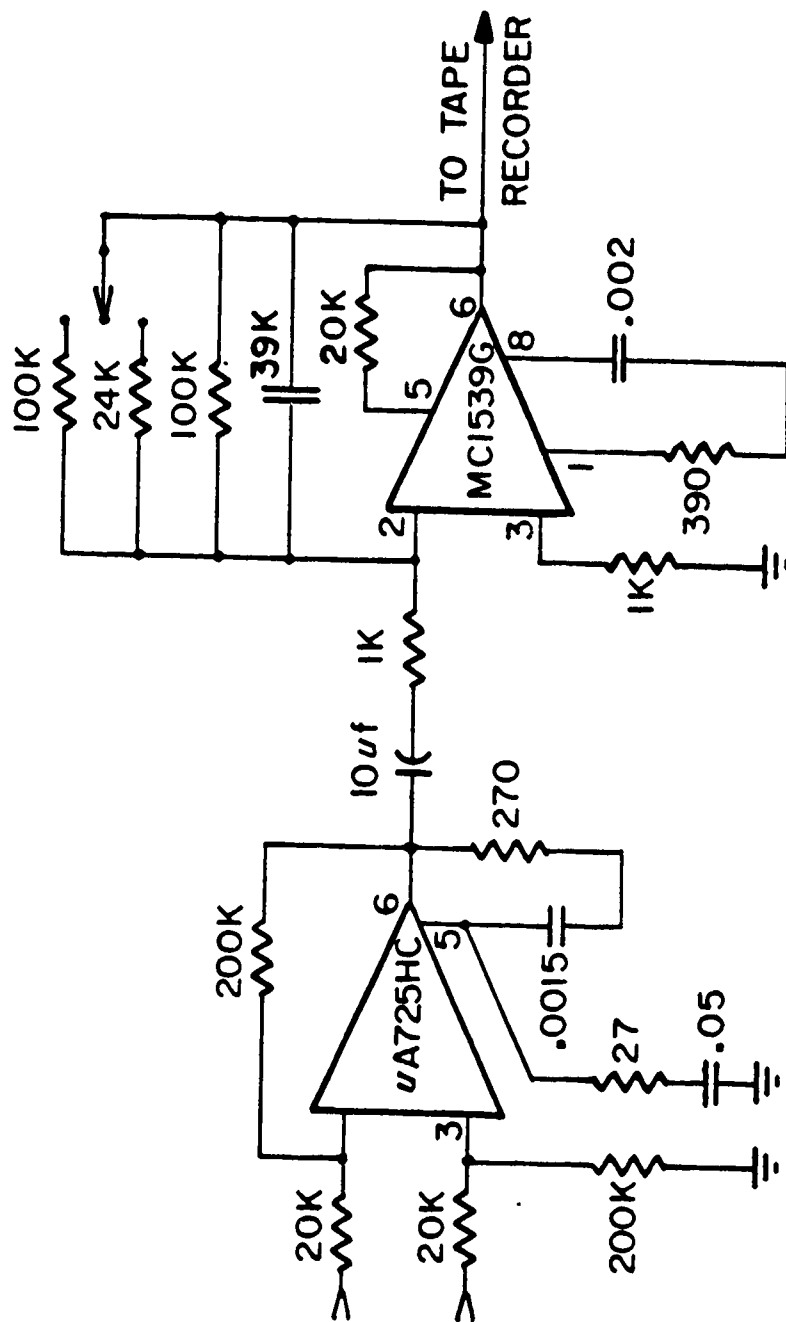 20K
20K
3
200K
200K
uA725HC
6
5
.0015
270
27
.05
10uf
1K
100K
24K
100K
39K
20K
2
3
5
MC1539G
6
8
1
1K
390
.002
TO TAPE
RECORDER